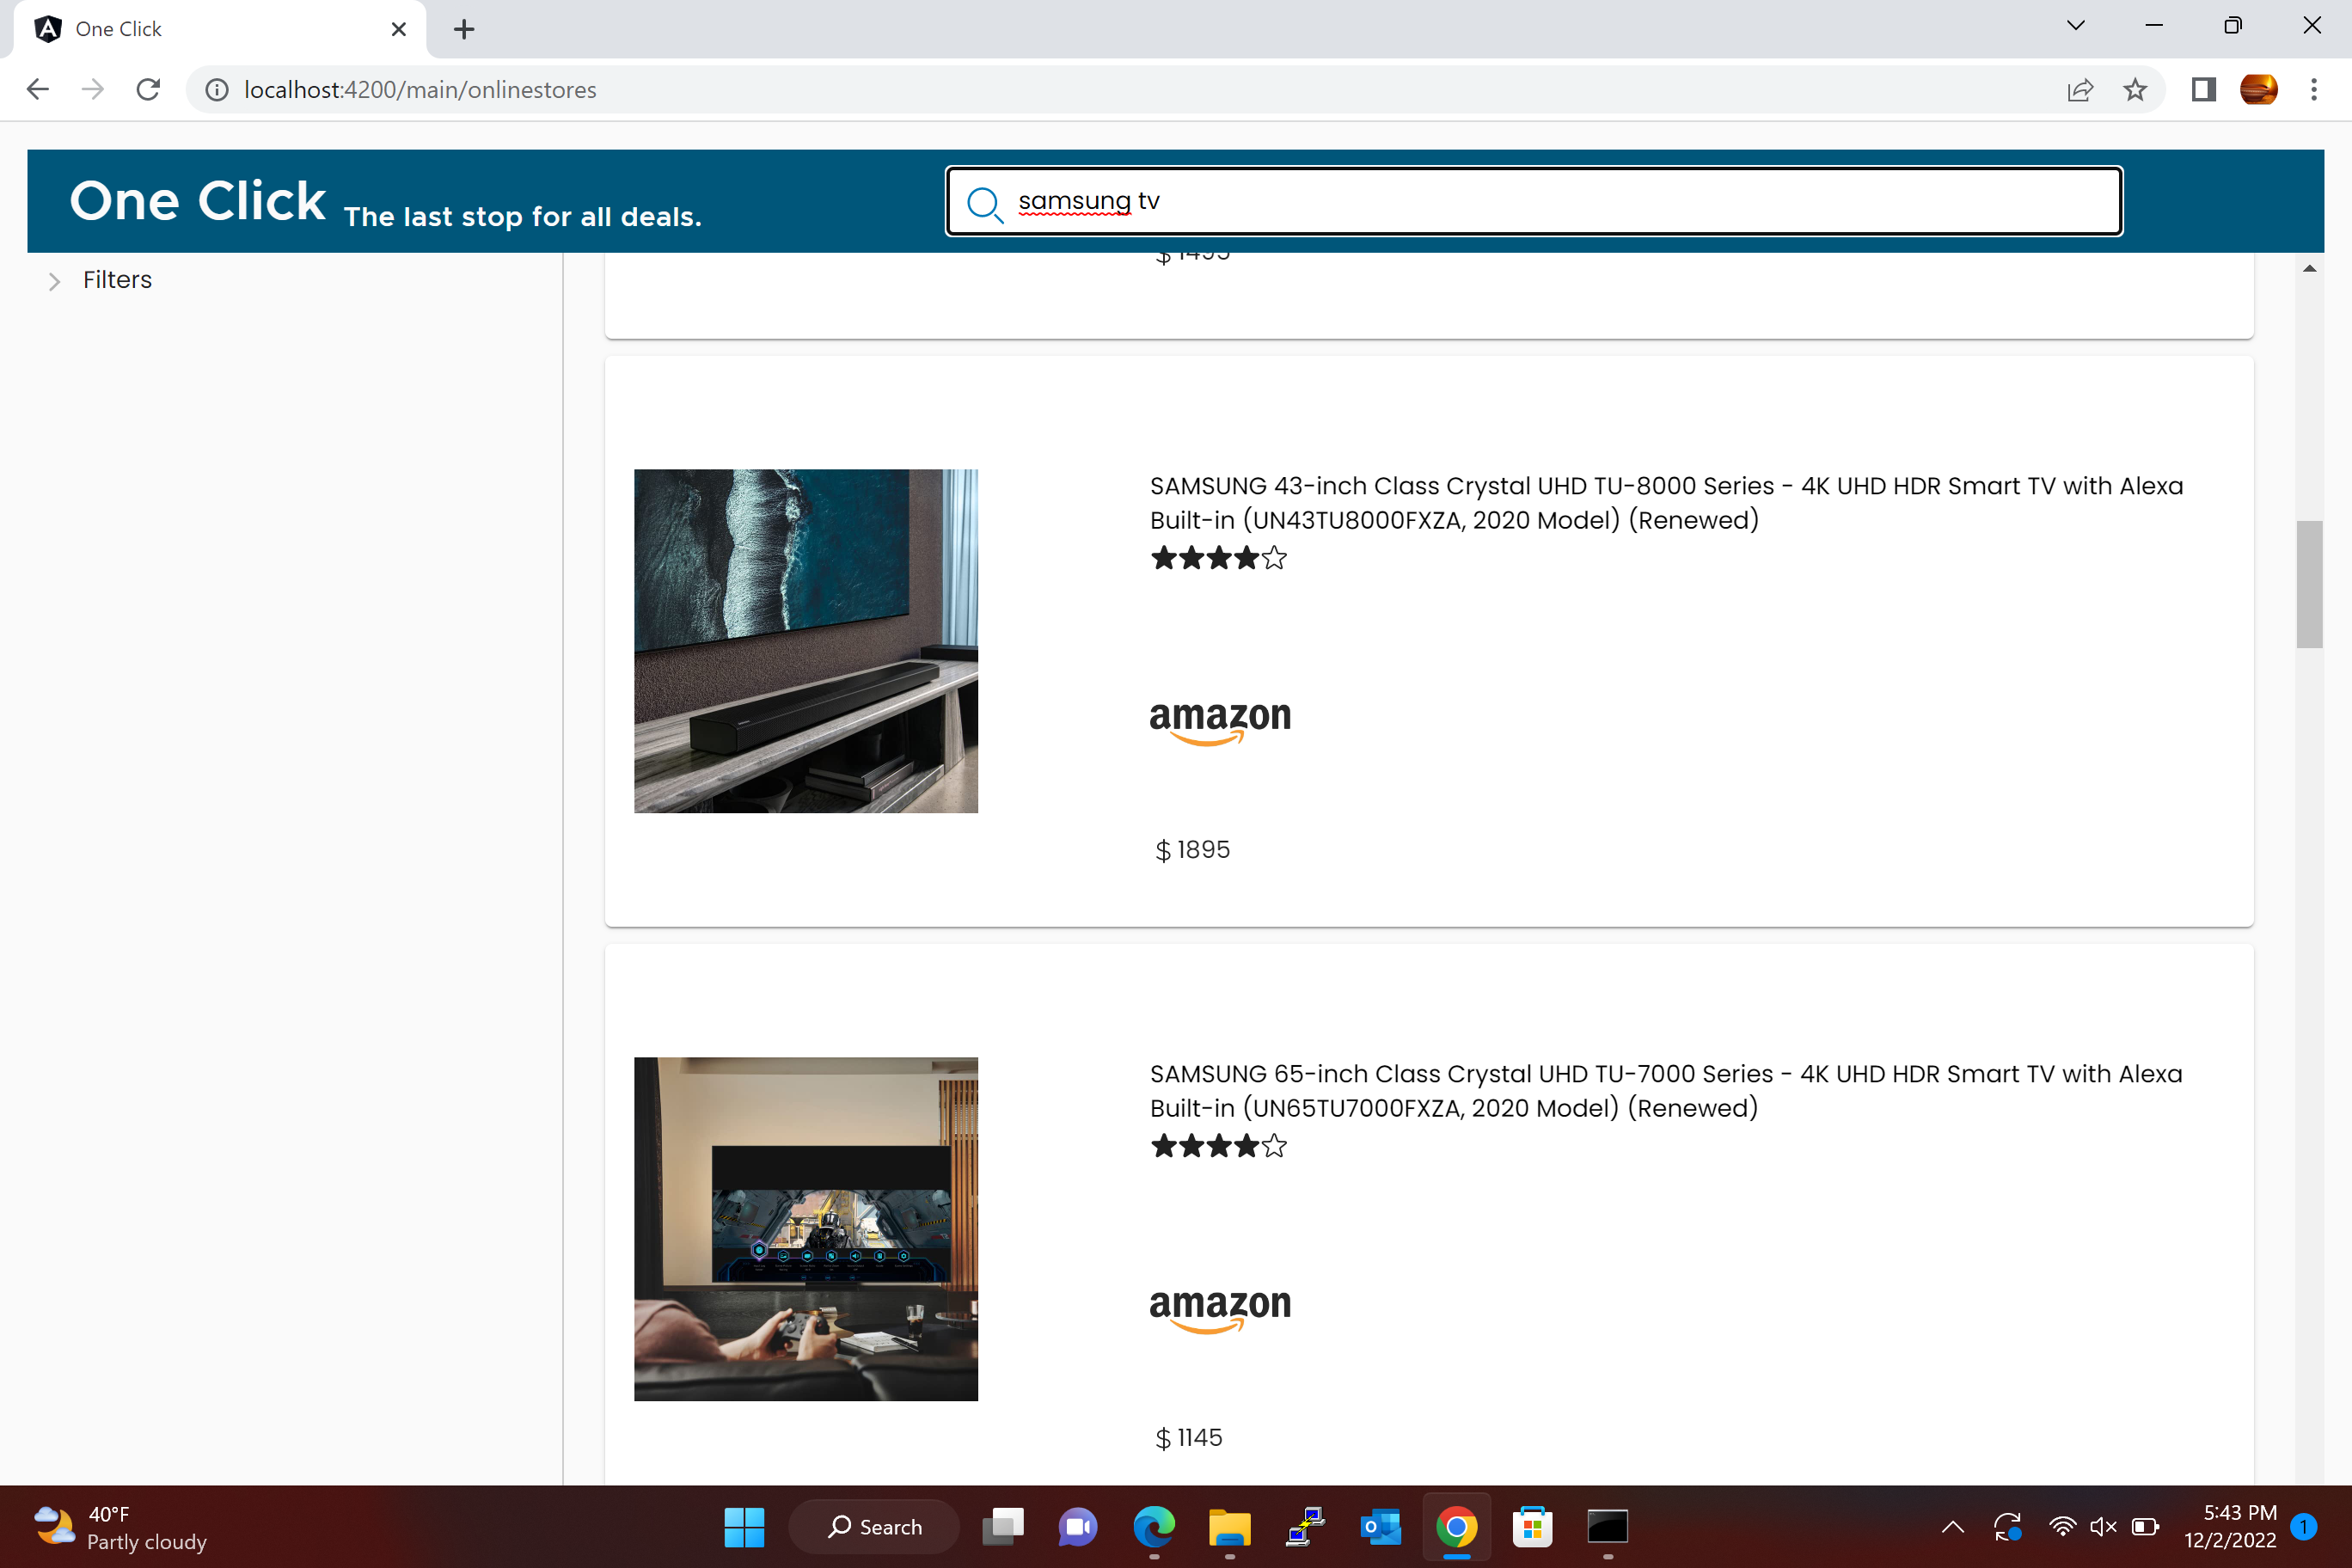 One Click
localhost:4200/main/onlinestores
One Click The last stop for all deals.
samsung tv
Filters
$ 1495
SAMSUNG 43-inch Class Crystal UHD TU-8000 Series - 4K UHD HDR Smart TV with Alexa
Built-in (UN43TU8000FXZA, 2020 Model) (Renewed)
amazon
$ 1895
SAMSUNG 65-inch Class Crystal UHD TU-7000 Series - 4K UHD HDR Smart TV with Alexa
Built-in (UN65TU7000FXZA, 2020 Model) (Renewed)
amazon
$ 1145
40°F
Partly cloudy
Search
5:43 PM
12/2/2022
1